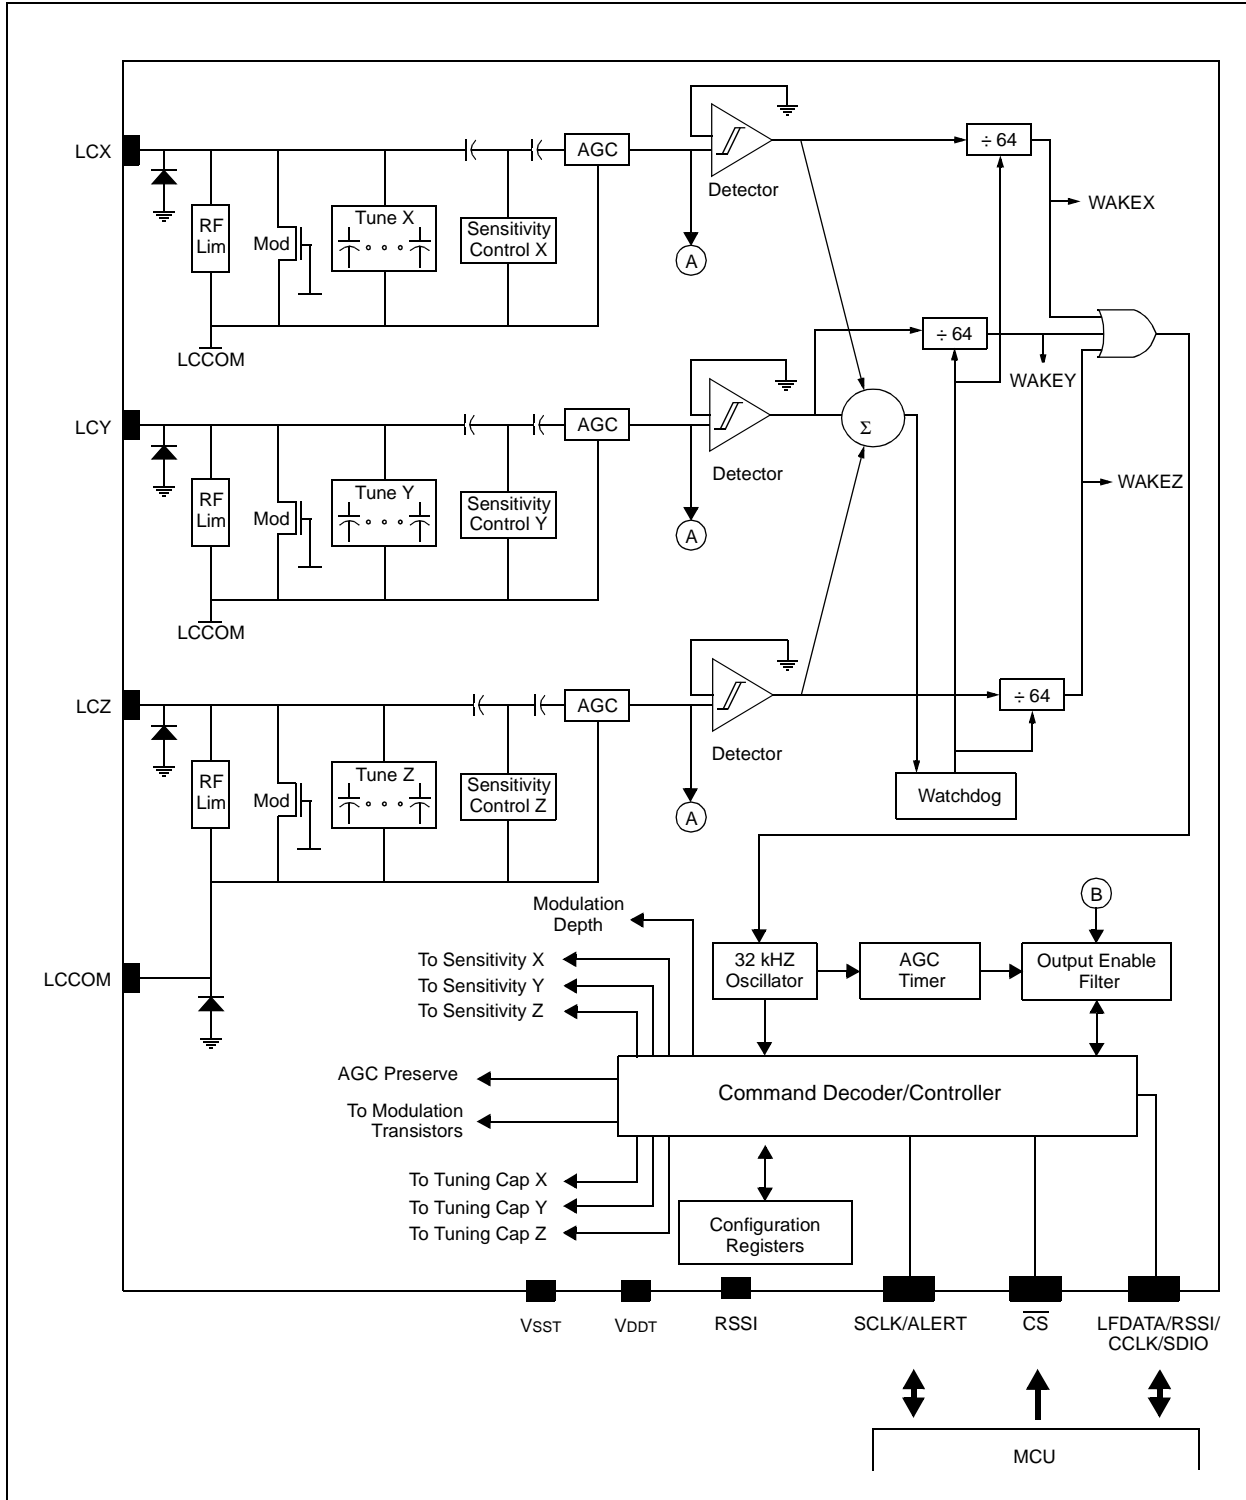 LCX
AGC
÷ 64
Detector
WAKEX
RF
Lim
Mod
Tune X
Sensitivity
Control X
A
÷ 64
LCCOM
WAKEY
LCY
AGC
Σ
Detector
WAKEZ
RF
Lim
Mod
Tune Y
Sensitivity
Control Y
A
LCCOM
LCZ
AGC
÷ 64
Detector
RF
Lim
Mod
Tune Z
Sensitivity
Control Z
A
Watchdog
Modulation
Depth
B
LCCOM
To Sensitivity X
To Sensitivity Y
To Sensitivity Z
32 kHZ
Oscillator
AGC
Timer
Output Enable
Filter
AGC Preserve
Command Decoder/Controller
To Modulation
Transistors
To Tuning Cap X
To Tuning Cap Y
To Tuning Cap Z
Configuration
Registers
VSST
VDDT
RSSI
SCLK/ALERT
CS
LFDATA/RSSI/
CCLK/SDIO
MCU